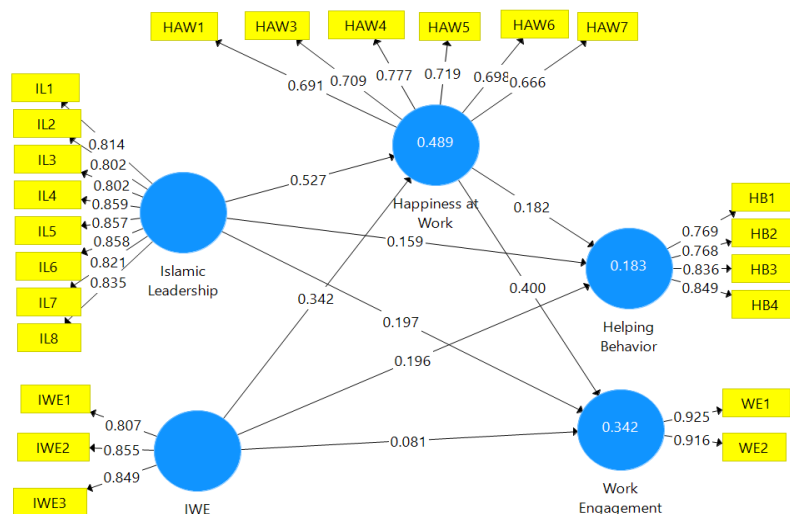 HAW1
HAW3
HAW4
HAW5
HAW6
HAW7
0.691
0.709
0.777
0.719
0.698
0.666
IL1
IL2
IL3
IL4
IL5
IL6
IL7
IL8
0.814
0.802
0.802
0.859
0.857
0.858
0.821
0.835
Islamic
Leadership
0.489
Happiness at
Work
0.527
0.159
0.342
0.197
0.196
0.081
0.182
0.400
0.183
Helping
Behavior
0.769
0.768
0.836
0.849
HB1
HB2
HB3
HB4
IWE1
IWE2
IWE3
0.807
0.855
0.849
IWE
0.342
Work
Engagement
0.925
0.916
WE1
WE2